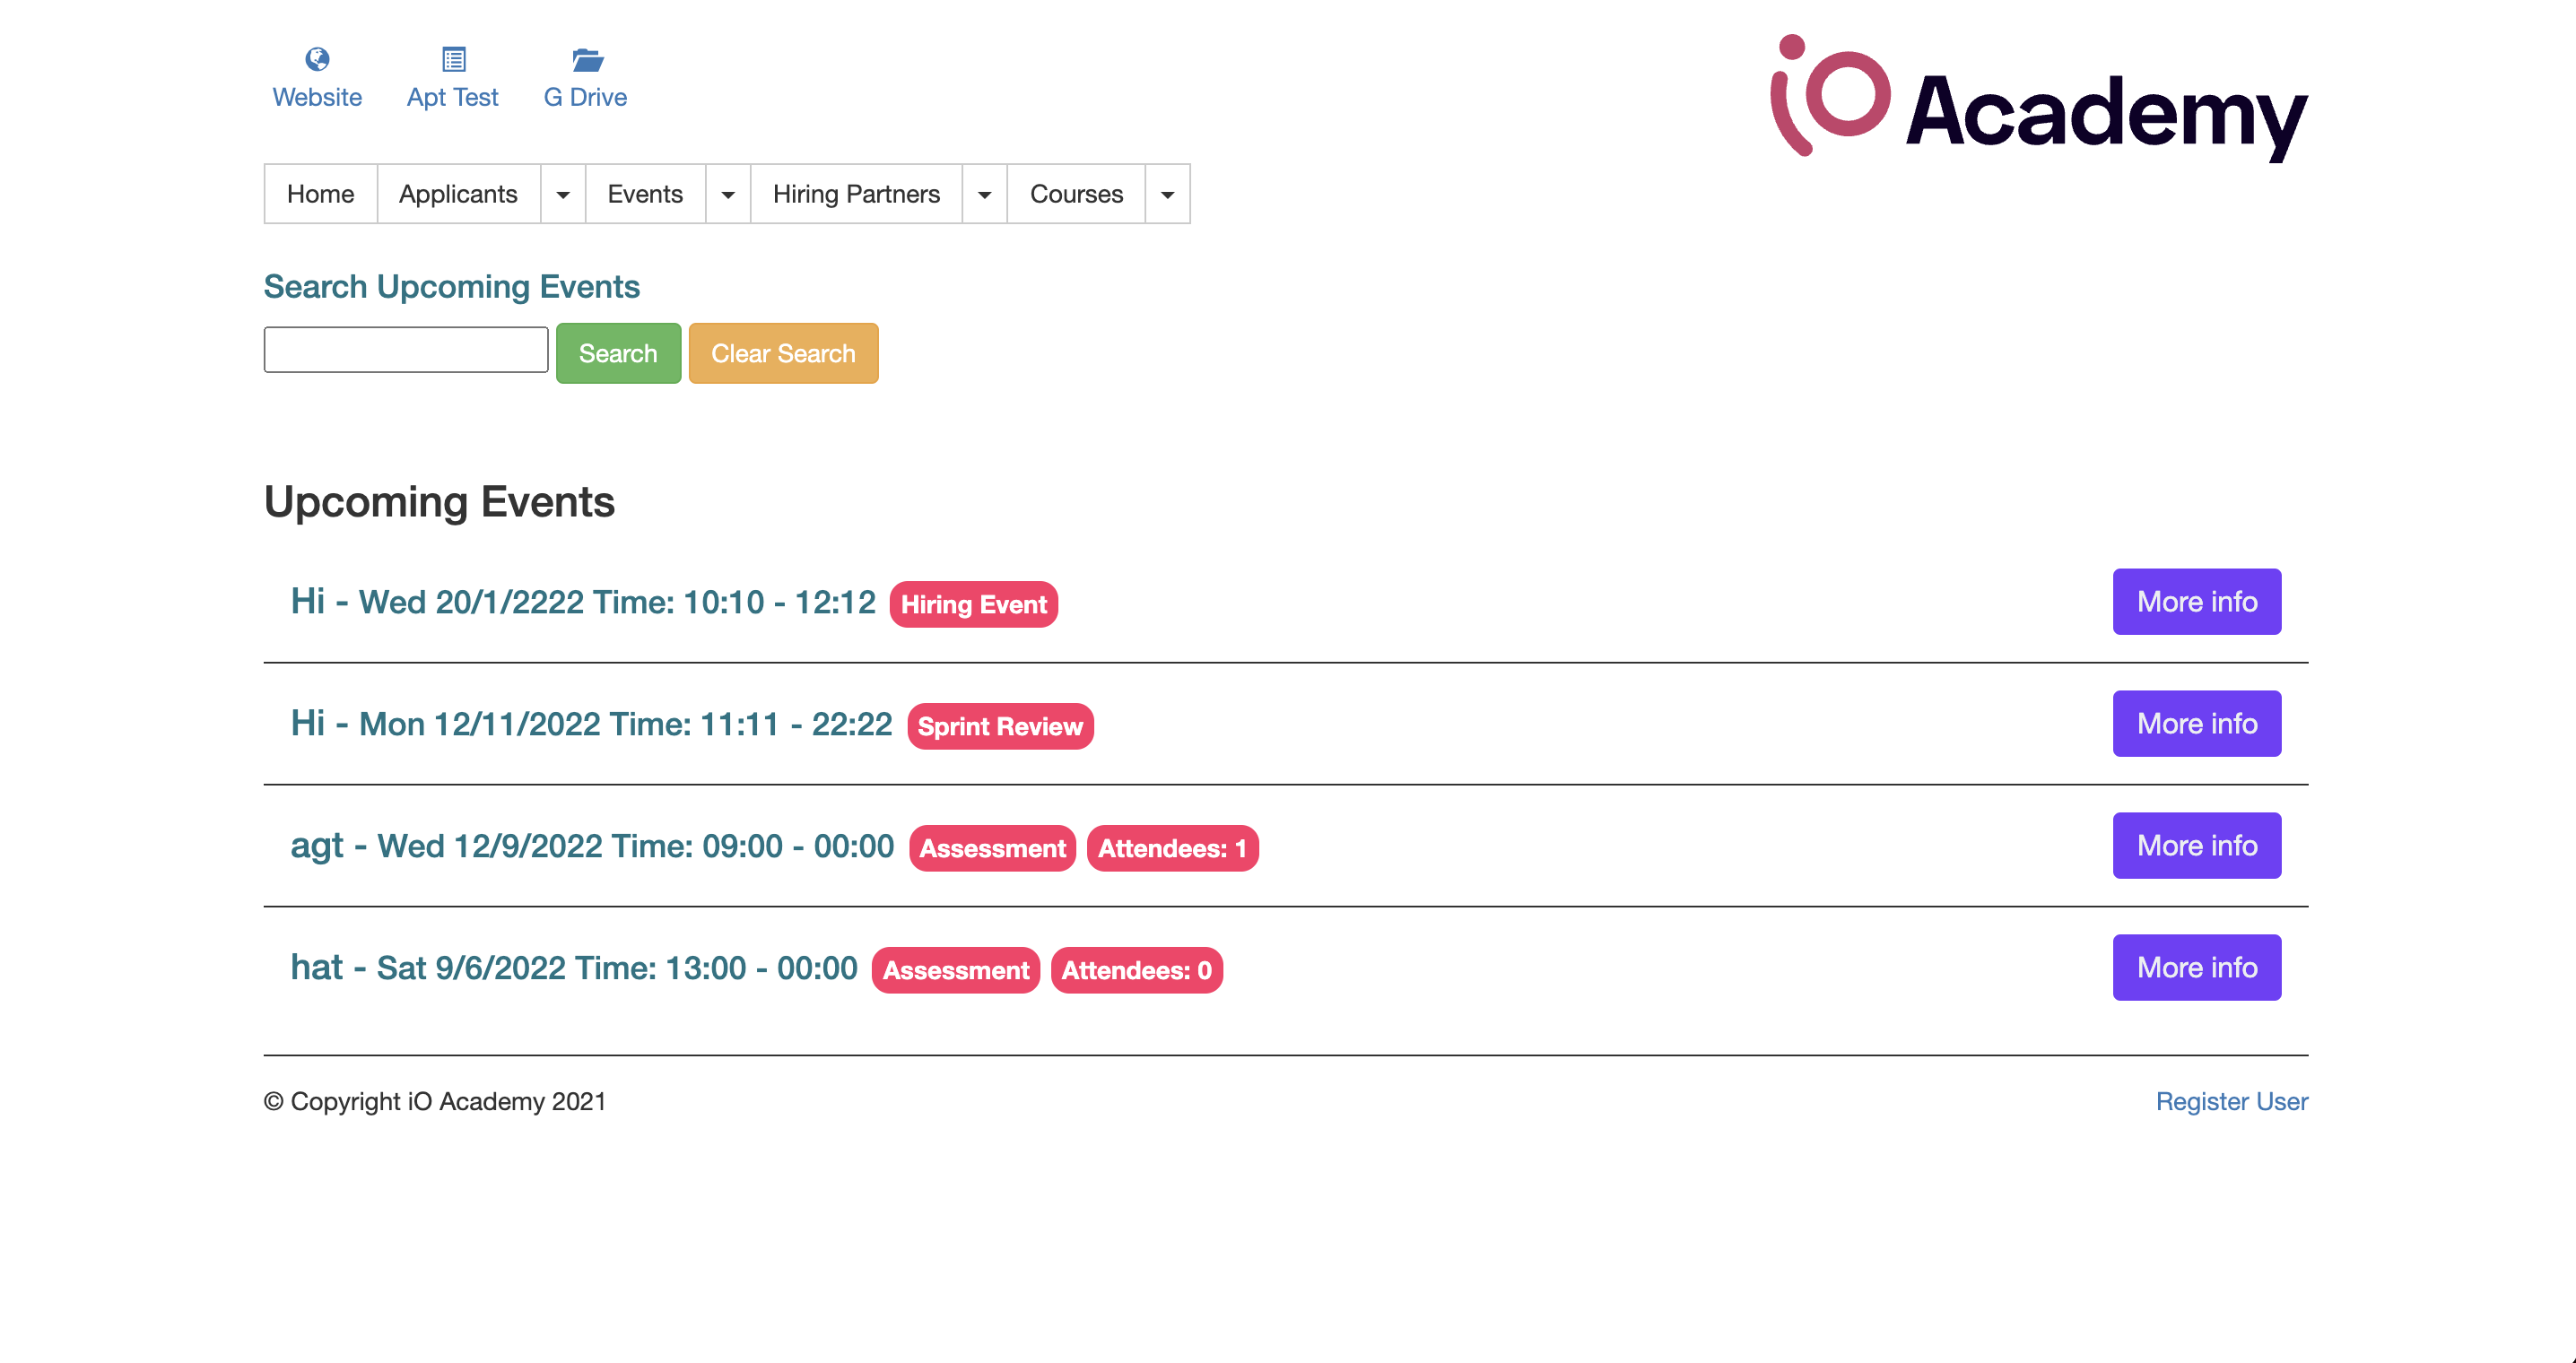 Website Apt Test G Drive
iO Academy
Home Applicants Events Hiring Partners Courses
Search Upcoming Events
Search Clear Search
Upcoming Events
Hi - Wed 20/1/2222 Time: 10:10 - 12:12 Hiring Event More info
Hi - Mon 12/11/2022 Time: 11:11 - 22:22 Sprint Review More info
agt - Wed 12/9/2022 Time: 09:00 - 00:00 Assessment Attendees: 1 More info
hat - Sat 9/6/2022 Time: 13:00 - 00:00 Assessment Attendees: 0 More info
© Copyright iO Academy 2021 Register User